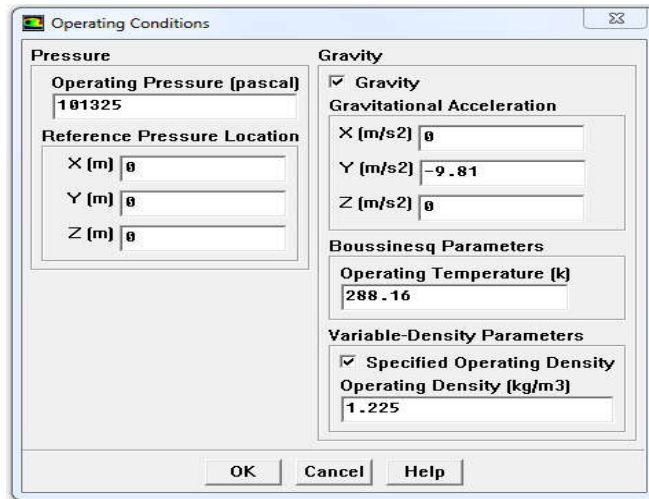 Operating Conditions
Pressure
Operating Pressure (pascal)
101325
Reference Pressure Location
X (m) 0
Y (m) 0
Z (m) 0
Gravity
Gravity
Gravitational Acceleration
X (m/s2) 0
Y (m/s2) -9.81
Z (m/s2) 0
Boussinesq Parameters
Operating Temperature (k)
288.16
Variable-Density Parameters
Specified Operating Density
Operating Density (kg/m3)
1.225
OK Cancel Help